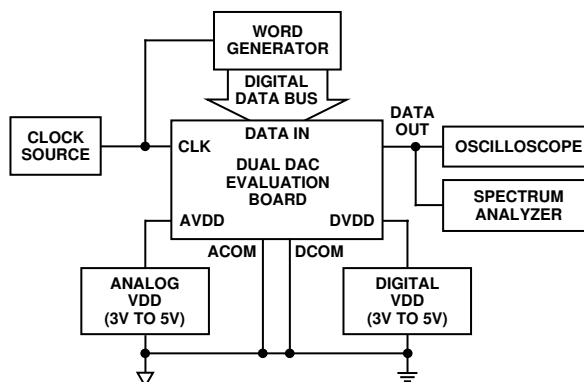 WORD
GENERATOR
DIGITAL
DATA BUS
DATA
OUT
CLOCK
SOURCE
CLK
DATA IN
DUAL DAC
EVALUATION
BOARD
OSCILLOSCOPE
SPECTRUM
ANALYZER
AVDD
DVDD
ACOM
DCOM
ANALOG
VDD
(3V TO 5V)
DIGITAL
VDD
(3V TO 5V)